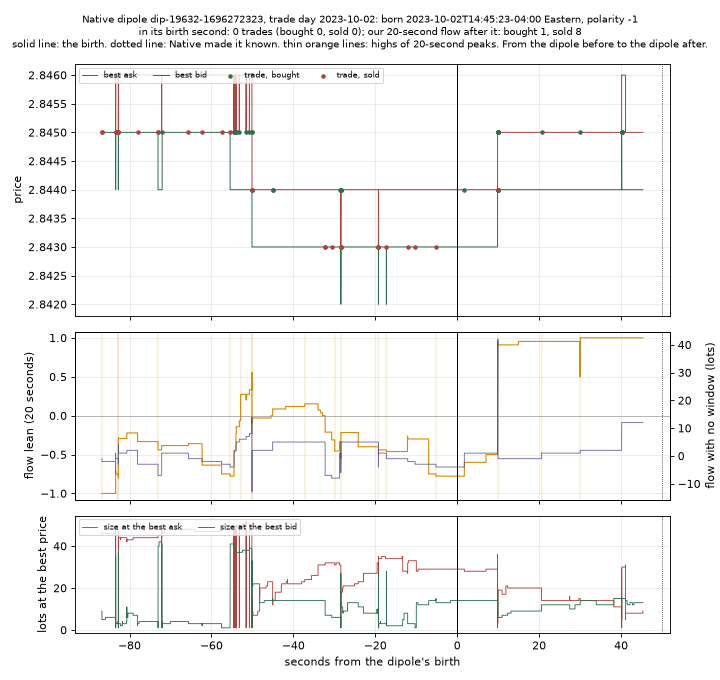 Native dipole dip-19632-1696272323, trade day 2023-10-02: born 2023-10-02T14:45:23-04:00 Eastern, polarity -1
in its birth second: 0 trades (bought 0, sold 0); our 20-second flow after it: bought 1, sold 8
solid line: the birth. dotted line: Native made it known. thin orange lines: highs of 20-second peaks. From the dipole before to the dipole after.
best ask best bid trade, bought trade, sold
2.8460
2.8455
2.8450
2.8445
2.8440
2.8435
2.8430
2.8425
2.8420
price
1.0
0.5
0.0
−0.5
−1.0
flow lean (20 seconds)
40
30
20
10
0
−10
flow with no window (lots)
size at the best ask size at the best bid
40
20
0
lots at the best price
−80 −60 −40 −20 0 20 40
seconds from the dipole's birth